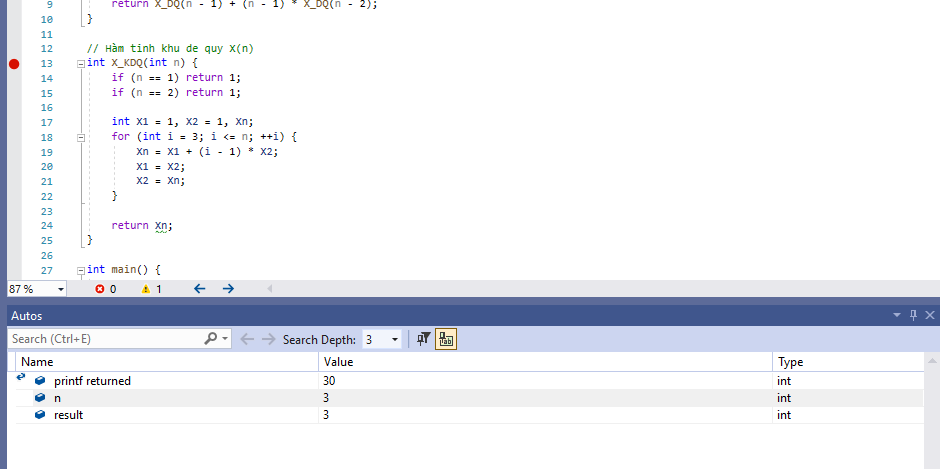 9 return X_DQ(n - 1) + (n - 1) * X_DQ(n - 2);
10 }
11
12 // Hàm tính khu de quy X(n)
13 int X_KDQ(int n) {
14 if (n == 1) return 1;
15 if (n == 2) return 1;
16
17 int X1 = 1, X2 = 1, Xn;
18 for (int i = 3; i <= n; ++i) {
19 Xn = X1 + (i - 1) * X2;
20 X1 = X2;
21 X2 = Xn;
22 }
23
24 return Xn;
25 }
26
27 int main() {
87 % 0 1
Autos
Search (Ctrl+E) Search Depth: 3
Name Value Type
printf returned 30 int
n 3 int
result 3 int